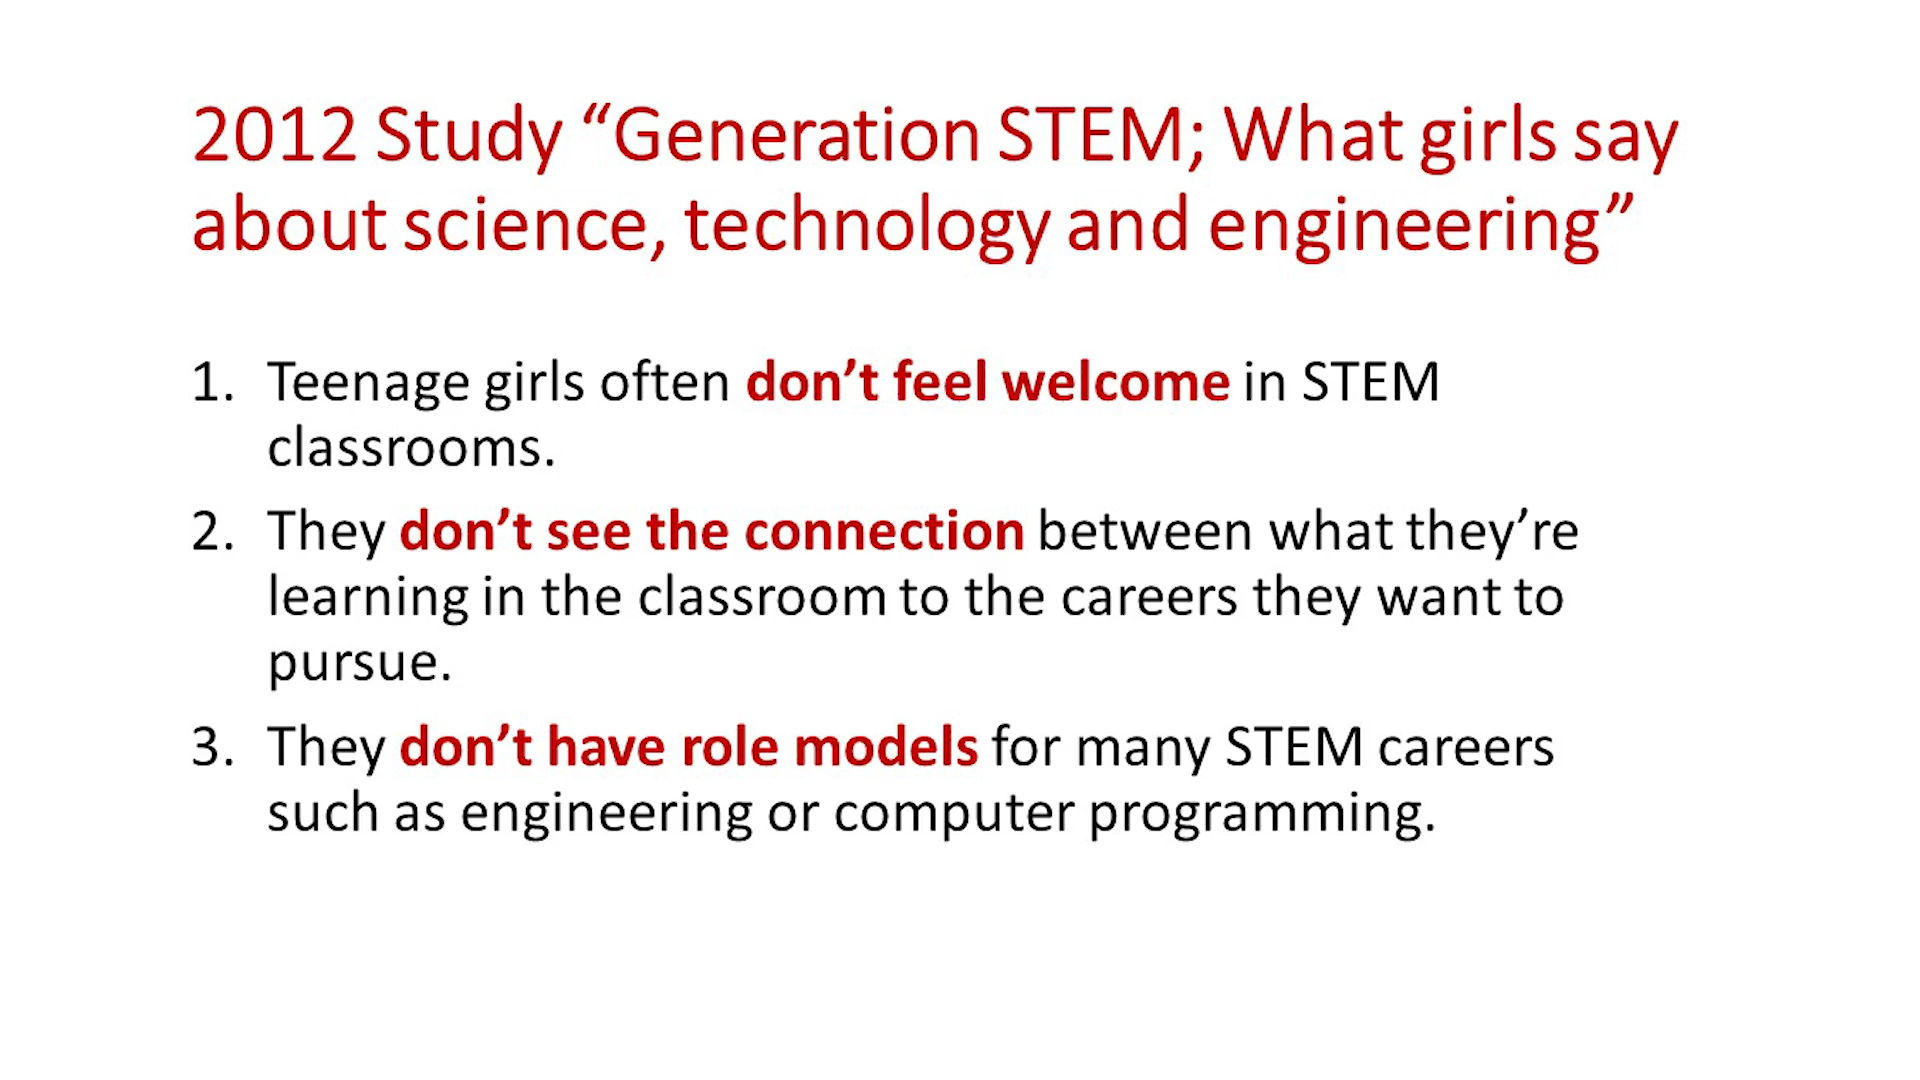 2012 Study “Generation STEM; What girls say
about science, technology and engineering”
1. Teenage girls often don’t feel welcome in STEM
classrooms.
2. They don’t see the connection between what they’re
learning in the classroom to the careers they want to
pursue.
3. They don’t have role models for many STEM careers
such as engineering or computer programming.